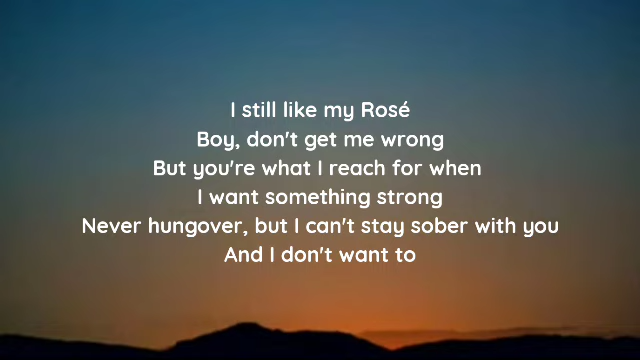 I still like my Rosé
Boy, don't get me wrong
But you're what I reach for when
I want something strong
Never hungover, but I can't stay sober with you
And I don't want to